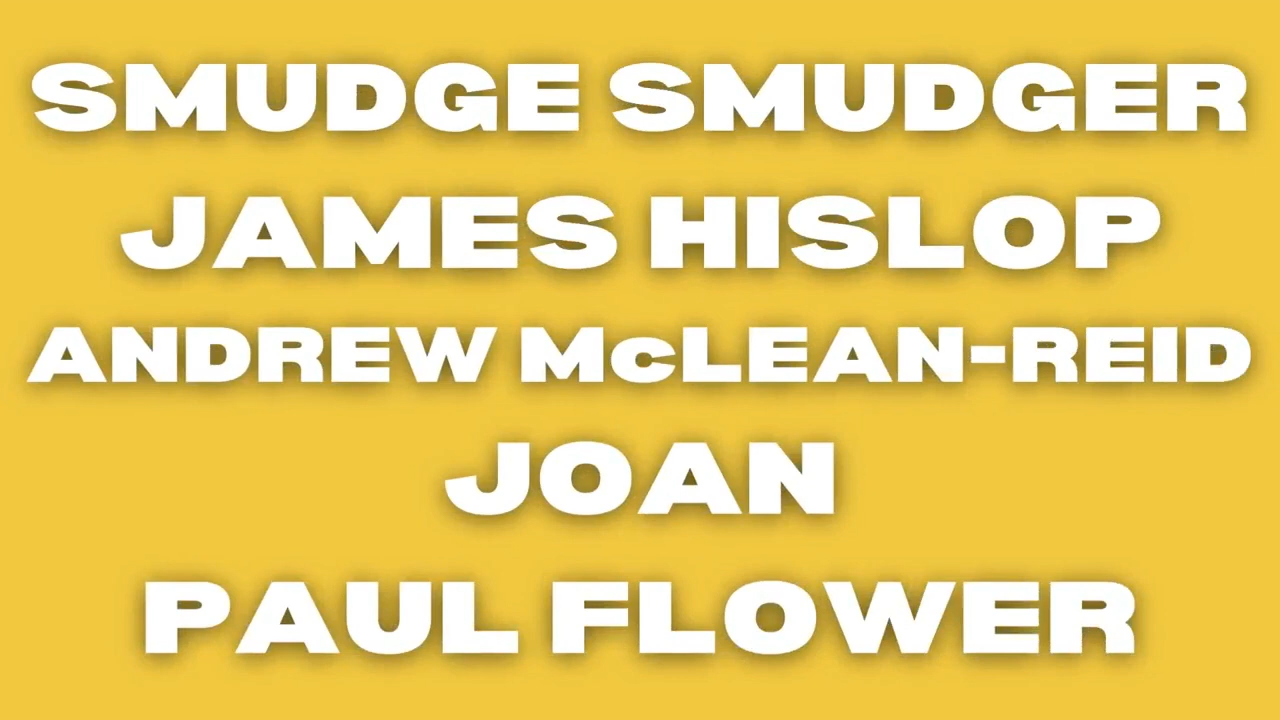 SMUDGE SMUDGER
JAMES HISLOP
ANDREW McLEAN-REID
JOAN
PAUL FLOWER